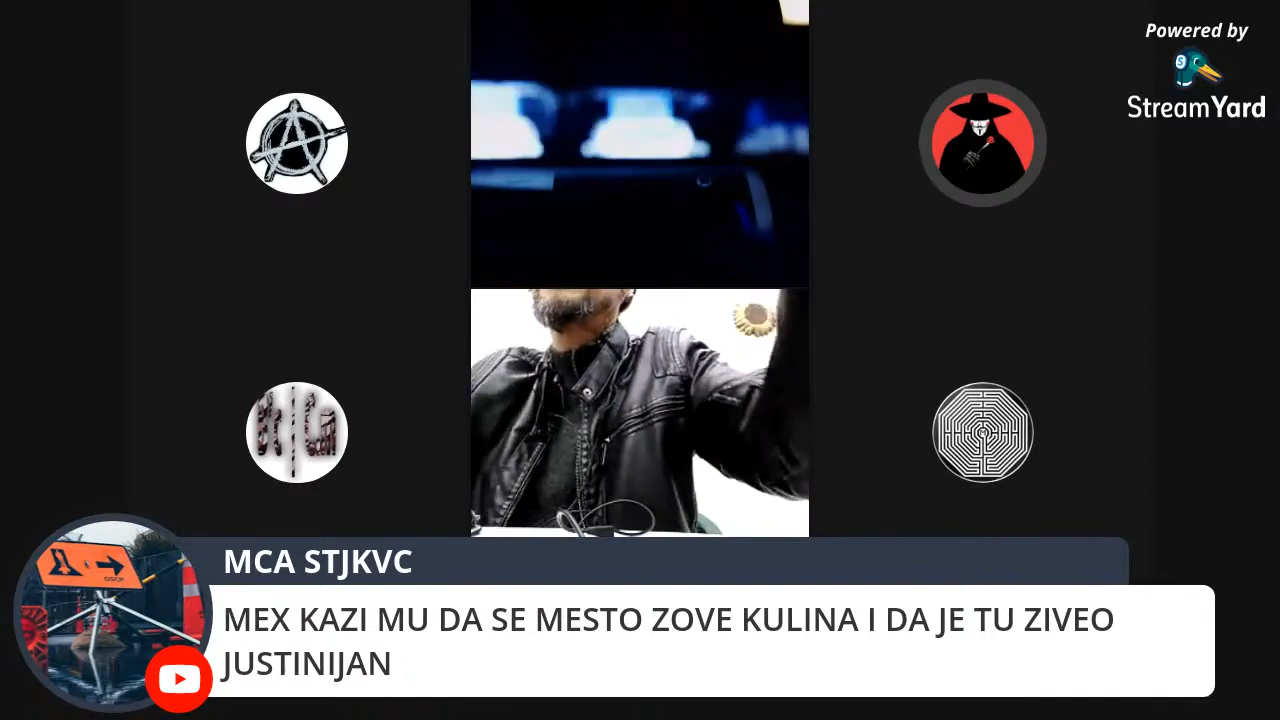 Powered by
StreamYard
MCA STJKVC
MEX KAZI MU DA SE MESTO ZOVE KULINA I DA JE TU ZIVEO
JUSTINIJAN